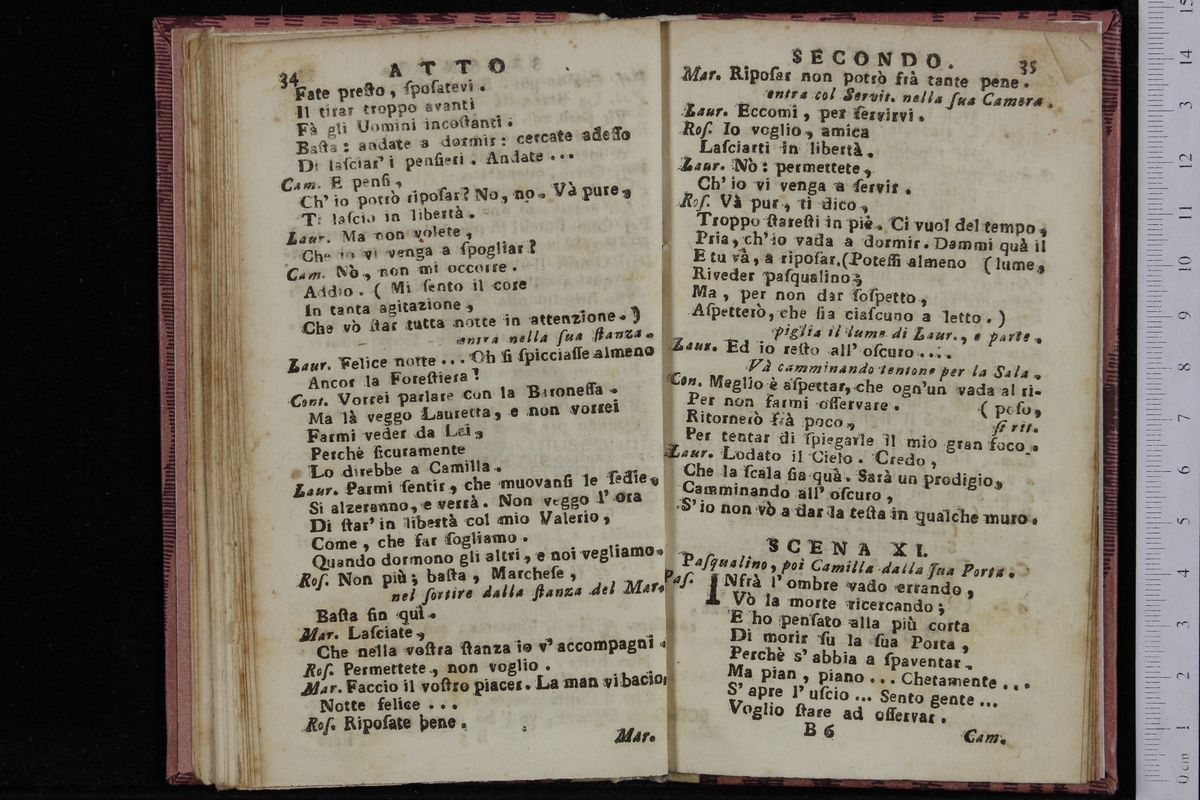 34
ATTO
Fate preſto, ſpoſatevi.
Il tirar troppo avanti
Fà gli Uomini incoſtanti.
Baſta: andate a dormir: cercate adeſſo
Di laſciar' i penſieri. Andate ...
Cam. E penſi,
Ch' io potrò ripoſar? No, no. Và pure,
Ti laſcio in libertà.
Laur. Ma non volete,
Che io vi venga a ſpogliar?
Cam. Nò, non mi occorre.
Addio. ( Mi ſento il core
In tanta agitazione,
Che vò ſtar tutta notte in attenzione. )
entra nella ſua ſtanza.
Laur. Felice notte ... Oh ſi ſpicciaſſe almeno
Ancor la Foreſtiera!
Cont. Vorrei parlare con la Baroneſſa.
Ma là veggo Lauretta, e non vorrei
Farmi veder da Lei,
Perchè ſicuramente
Lo direbbe a Camilla.
Laur. Parmi ſentir, che muovanſi le ſedie,
Si alzeranno, e verrà. Non veggo l' ora
Di ſtar' in libertà col mio Valerio,
Come, che far ſogliamo.
Quando dormono gli altri, e noi vegliamo.
Roſ. Non più; baſta, Marcheſe,
nel ſortire dalla ſtanza del Mar.
Baſta fin quì.
Mar. Laſciate,
Che nella voſtra ſtanza io v' accompagni.
Roſ. Permettete, non voglio.
Mar. Faccio il voſtro piacer. La man vi bacio,
Notte felice ...
Roſ. Ripoſate bene.
Mar.
SECONDO.
35
Mar. Ripoſar non potrò frà tante pene.
entra col Servit. nella ſua Camera.
Laur. Eccomi, per ſervirvi.
Roſ. Io voglio, amica
Laſciarti in libertà.
Laur. Nò: permettete,
Ch' io vi venga a ſervir.
Roſ. Và pur, ti dico,
Troppo ſtareſti in piè. Ci vuol del tempo,
Pria, ch' io vada a dormir. Dammi quà il
E tu và, a ripoſar. (Poteſſi almeno ( lume,
Riveder paſqualino;
Ma, per non dar ſoſpetto,
Aſpetterò, che ſia ciaſcuno a letto. )
piglia il lume di Laur., e parte.
Laur. Ed io reſto all' oſcuro ....
Và camminando tentone per la Sala.
Con. Meglio è aſpettar, che ogn'un vada al ri-
Per non farmi oſſervare. ( poſo,
Ritornerò frà poco, ſi rit.
Per tentar di ſpiegarle il mio gran foco.
Laur. Lodato il Cielo. Credo,
Che la ſcala ſia quà. Sarà un prodigio,
Camminando all' oſcuro,
S' io non vò a dar la teſta in qualche muro.
SCENA XI.
Paſqualino, poi Camilla dalla ſua Porta.
Paſ. INfrà l' ombre vado errando,
Vò la morte ricercando;
E ho penſato alla più corta
Di morir ſu la ſua Porta,
Perchè s' abbia a ſpaventar.
Ma pian, piano ... Chetamente ...
S' apre l' uſcio ... Sento gente ...
Voglio ſtare ad oſſervar.
B 6
Cam.